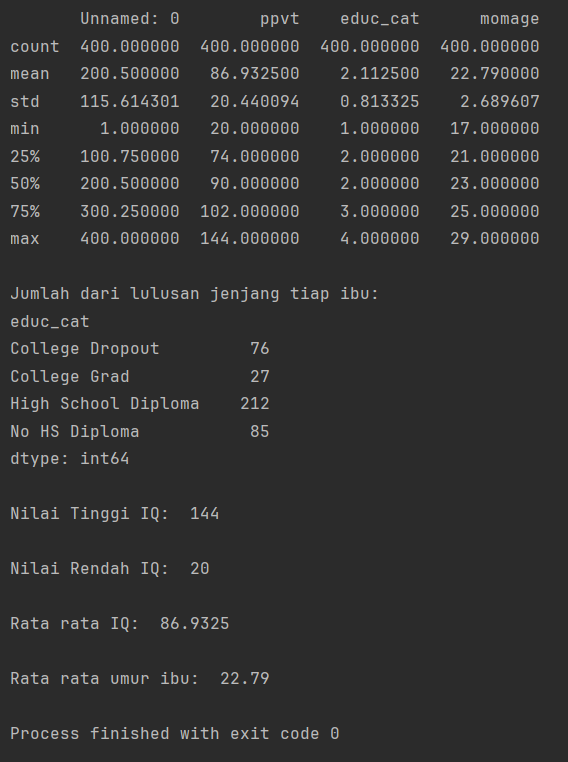 Unnamed: 0        ppvt    educ_cat      momage
count  400.000000  400.000000  400.000000  400.000000
mean   200.500000   86.932500    2.112500   22.790000
std    115.614301   20.440094    0.813325    2.689607
min      1.000000   20.000000    1.000000   17.000000
25%    100.750000   74.000000    2.000000   21.000000
50%    200.500000   90.000000    2.000000   23.000000
75%    300.250000  102.000000    3.000000   25.000000
max    400.000000  144.000000    4.000000   29.000000

Jumlah dari lulusan jenjang tiap ibu:
educ_cat
College Dropout         76
College Grad            27
High School Diploma    212
No HS Diploma           85
dtype: int64

Nilai Tinggi IQ:  144

Nilai Rendah IQ:  20

Rata rata IQ:  86.9325

Rata rata umur ibu:  22.79

Process finished with exit code 0